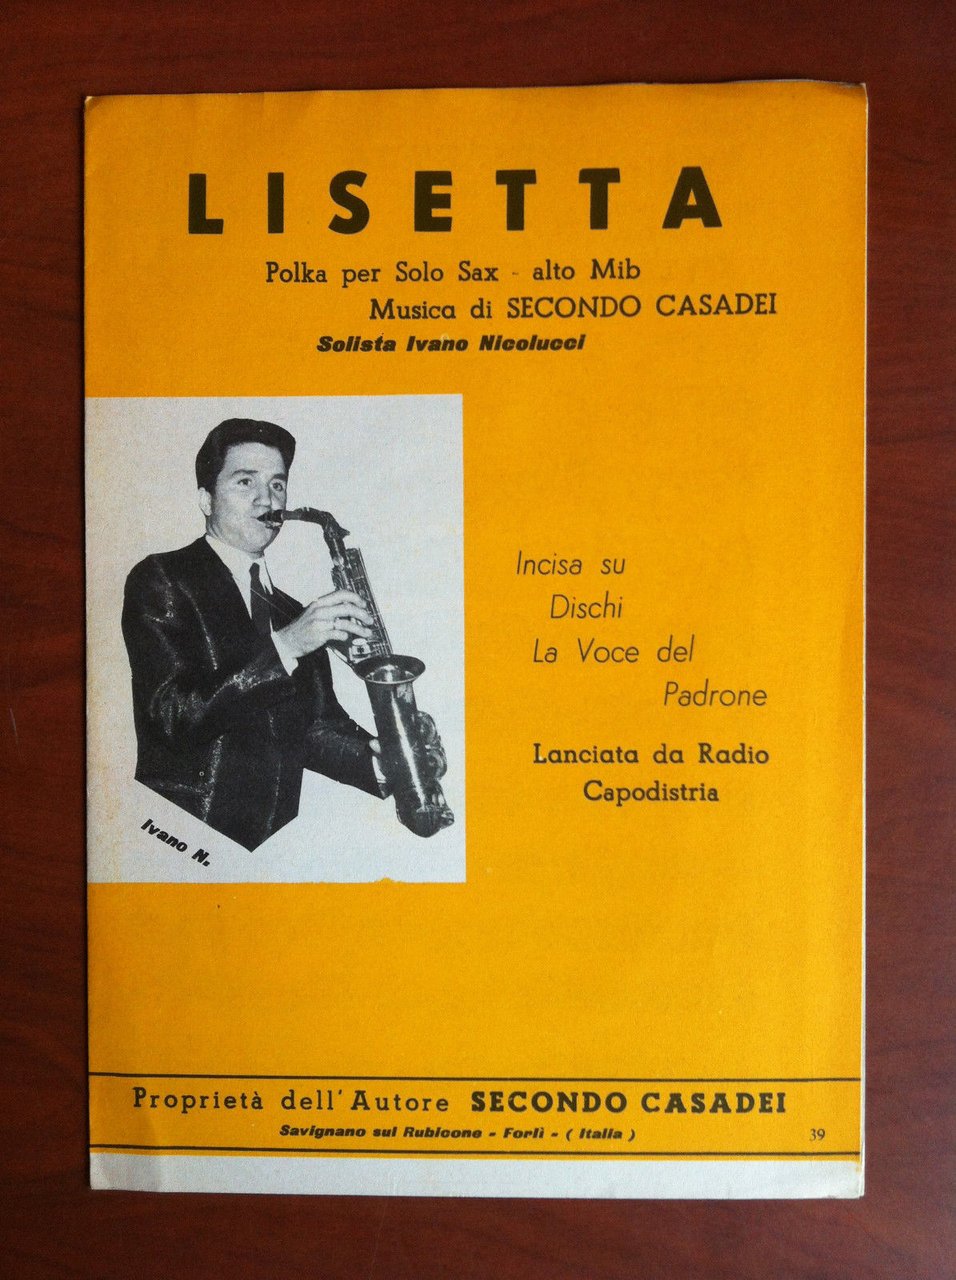 LISETTA
Polka per Solo Sax - alto Mib
Musica di SECONDO CASADEI
Solista Ivano Nicolucci
Incisa su
Dischi
La Voce del
Padrone
Lanciata da Radio
Capodistria
Ivano N.
Proprietà dell'Autore SECONDO CASADEI
Savignano sul Rubicone - Forlì - ( Italia )
39